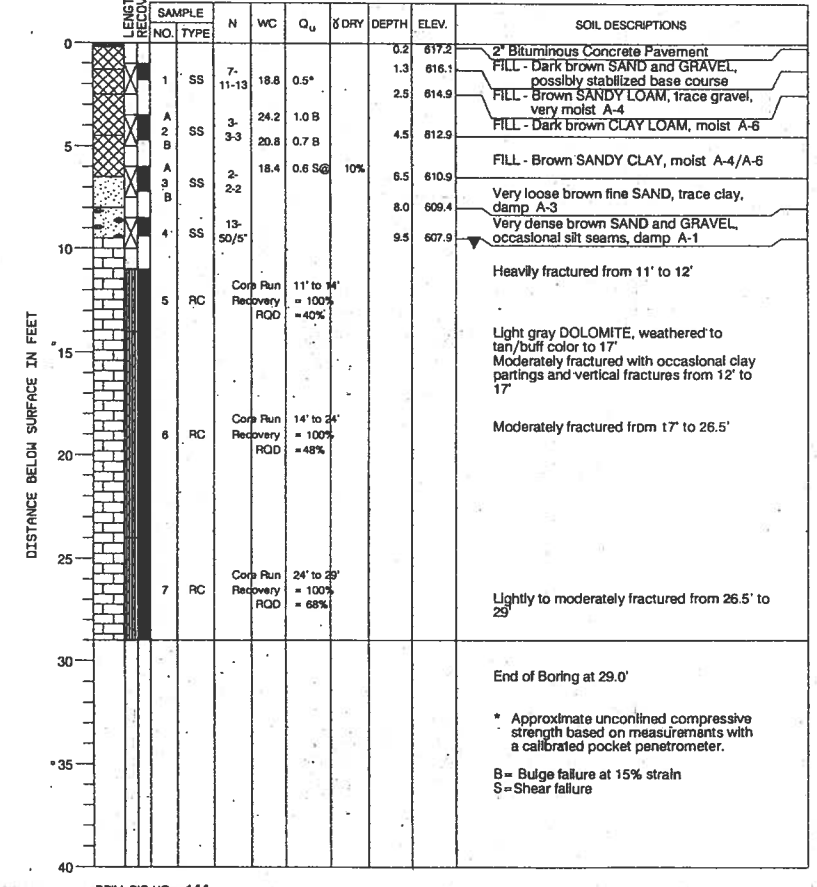 LENGTH
RECOV
SAMPLE
NO. TYPE
N WC Qu γ DRY DEPTH ELEV. SOIL DESCRIPTIONS
DISTANCE BELOW SURFACE IN FEET
0
5
10
15
20
25
30
35
40
0.2 617.2 2" Bituminous Concrete Pavement
1.3 616.1 FILL - Dark brown SAND and GRAVEL,
possibly stabilized base course
1 SS 7-
11-13 18.8 0.5*
2.5 614.9 FILL - Brown SANDY LOAM, trace gravel,
very moist A-4
A
2 SS
B
3-
3-3
24.2 1.0 B
20.8 0.7 B
4.5 612.9 FILL - Dark brown CLAY LOAM, moist A-6
A
3 SS
B
2-
2-2
18.4 0.6 S@ 10%
6.5 610.9 FILL - Brown SANDY CLAY, moist A-4/A-6
8.0 609.4 Very loose brown fine SAND, trace clay,
damp A-3
4 SS 13-
50/5"
9.5 607.9 Very dense brown SAND and GRAVEL,
occasional silt seams, damp A-1
Heavily fractured from 11' to 12'
5 RC
Core Run 11' to 14'
Recovery = 100%
RQD =40%
Light gray DOLOMITE, weathered to
tan/buff color to 17'
Moderately fractured with occasional clay
partings and vertical fractures from 12' to
17'
6 RC
Core Run 14' to 24'
Recovery = 100%
RQD =48%
Moderately fractured from 17' to 26.5'
7 RC
Core Run 24' to 29'
Recovery = 100%
RQD = 68%
Lightly to moderately fractured from 26.5' to
29'
End of Boring at 29.0'
* Approximate unconfined compressive
strength based on measurements with
a calibrated pocket penetrometer.
B= Bulge failure at 15% strain
S=Shear failure